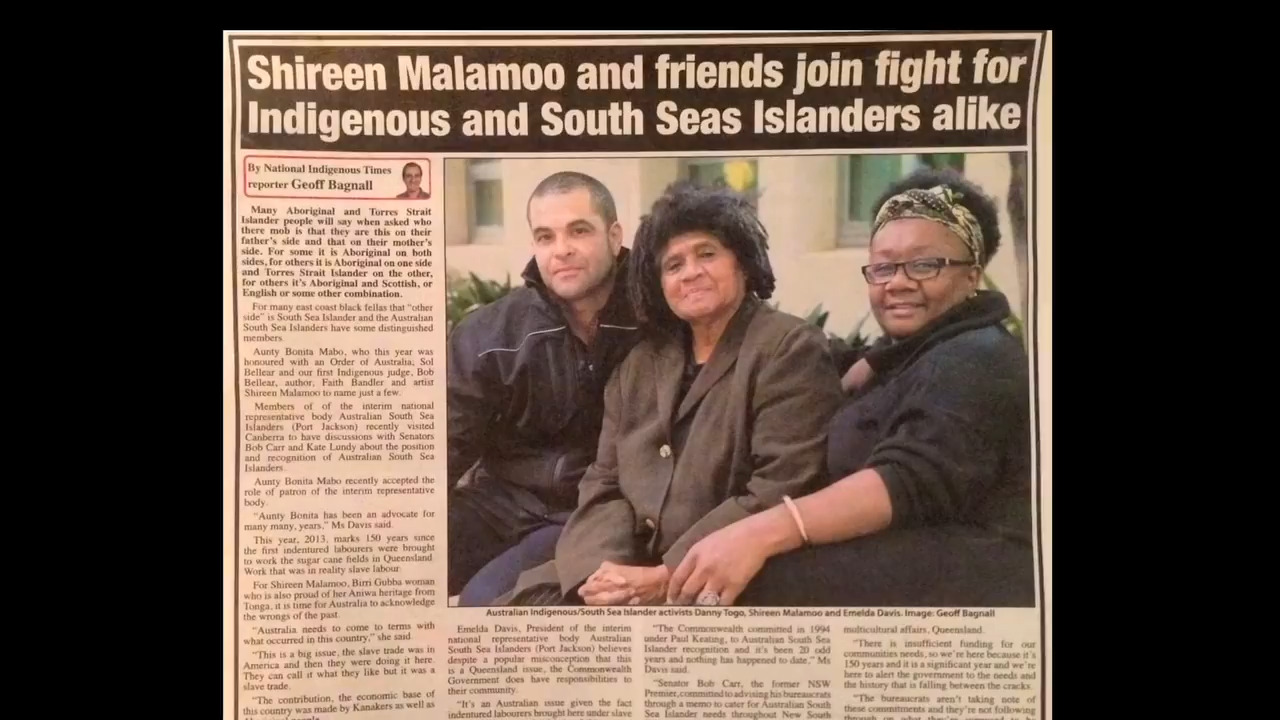 Shireen Malamoo and friends join fight for
Indigenous and South Seas Islanders alike
By National Indigenous Times
reporter Geoff Bagnall
Many Aboriginal and Torres Strait
Islander people will say when asked who
there mob is that they are this on their
father's side and that on their mother's
side. For some it is Aboriginal on both
sides, for others it is Aboriginal on one side
and Torres Strait Islander on the other,
for others it's Aboriginal and Scottish, or
English or some other combination.
For many east coast black fellas that "other
side" is South Sea Islander and the Australian
South Sea Islanders have some distinguished
members.
Aunty Bonita Mabo, who this year was
honoured with an Order of Australia, Sol
Bellear and our first Indigenous judge, Bob
Bellear, author, Faith Bandler and artist
Shireen Malamoo to name just a few.
Members of of the interim national
representative body Australian South Sea
Islanders (Port Jackson) recently visited
Canberra to have discussions with Senators
Bob Carr and Kate Lundy about the position
and recognition of Australian South Sea
Islanders.
Aunty Bonita Mabo recently accepted the
role of patron of the interim representative
body.
"Aunty Bonita has been an advocate for
many many, years," Ms Davis said.
This year, 2013, marks 150 years since
the first indentured labourers were brought
to work the sugar cane fields in Queensland.
Work that was in reality slave labour.
For Shireen Malamoo, Birri Gubba woman
who is also proud of her Aniwa heritage from
Tonga, it is time for Australia to acknowledge
the wrongs of the past.
"Australia needs to come to terms with
what occurred in this country," she said.
"This is a big issue, the slave trade was in
America and then they were doing it here.
They can call it what they like but it was a
slave trade.
"The contribution, the economic base of
this country was made by Kanakers as well as
Australian Indigenous/South Sea Islander activists Danny Togo, Shireen Malamoo and Emelda Davis. Image: Geoff Bagnall
Emelda Davis, President of the interim
national representative body Australian
South Sea Islanders (Port Jackson) believes
despite a popular misconception that this
is a Queensland issue, the Commonwealth
Government does have responsibilities to
their community.
"It's an Australian issue given the fact
indentured labourers brought here under slave
"The Commonwealth committed in 1994
under Paul Keating, to Australian South Sea
Islander recognition and it's been 20 odd
years and nothing has happened to date," Ms
Davis said.
"Senator Bob Carr, the former NSW
Premier, committed to advising his bureaucrats
through a memo to cater for Australian South
Sea Islander needs throughout New South
multicultural affairs, Queensland.
"There is insufficient funding for our
communities needs, so we're here because it's
150 years and it is a significant year and we're
here to alert the government to the needs and
the history that is falling between the cracks.
"The bureaucrats aren't taking note of
these commitments and they're not following